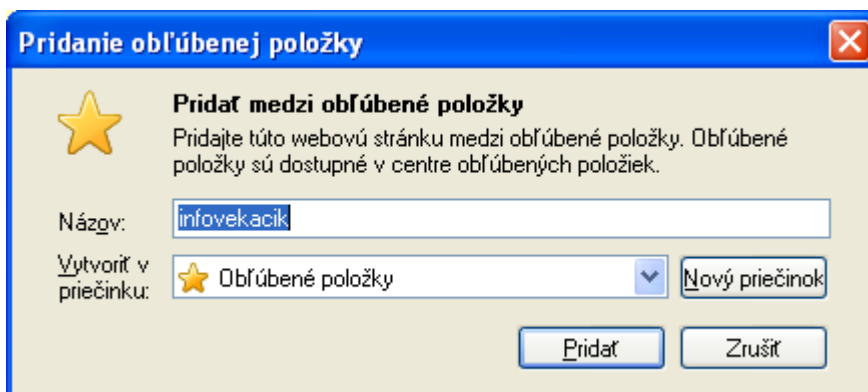 Pridanie obľúbenej položky
Pridať medzi obľúbené položky
Pridajte túto webovú stránku medzi obľúbené položky. Obľúbené
položky sú dostupné v centre obľúbených položiek.
Názov: infovekacik
Vytvoriť v
priečinku: Obľúbené položky Nový priečinok
Pridať Zrušiť